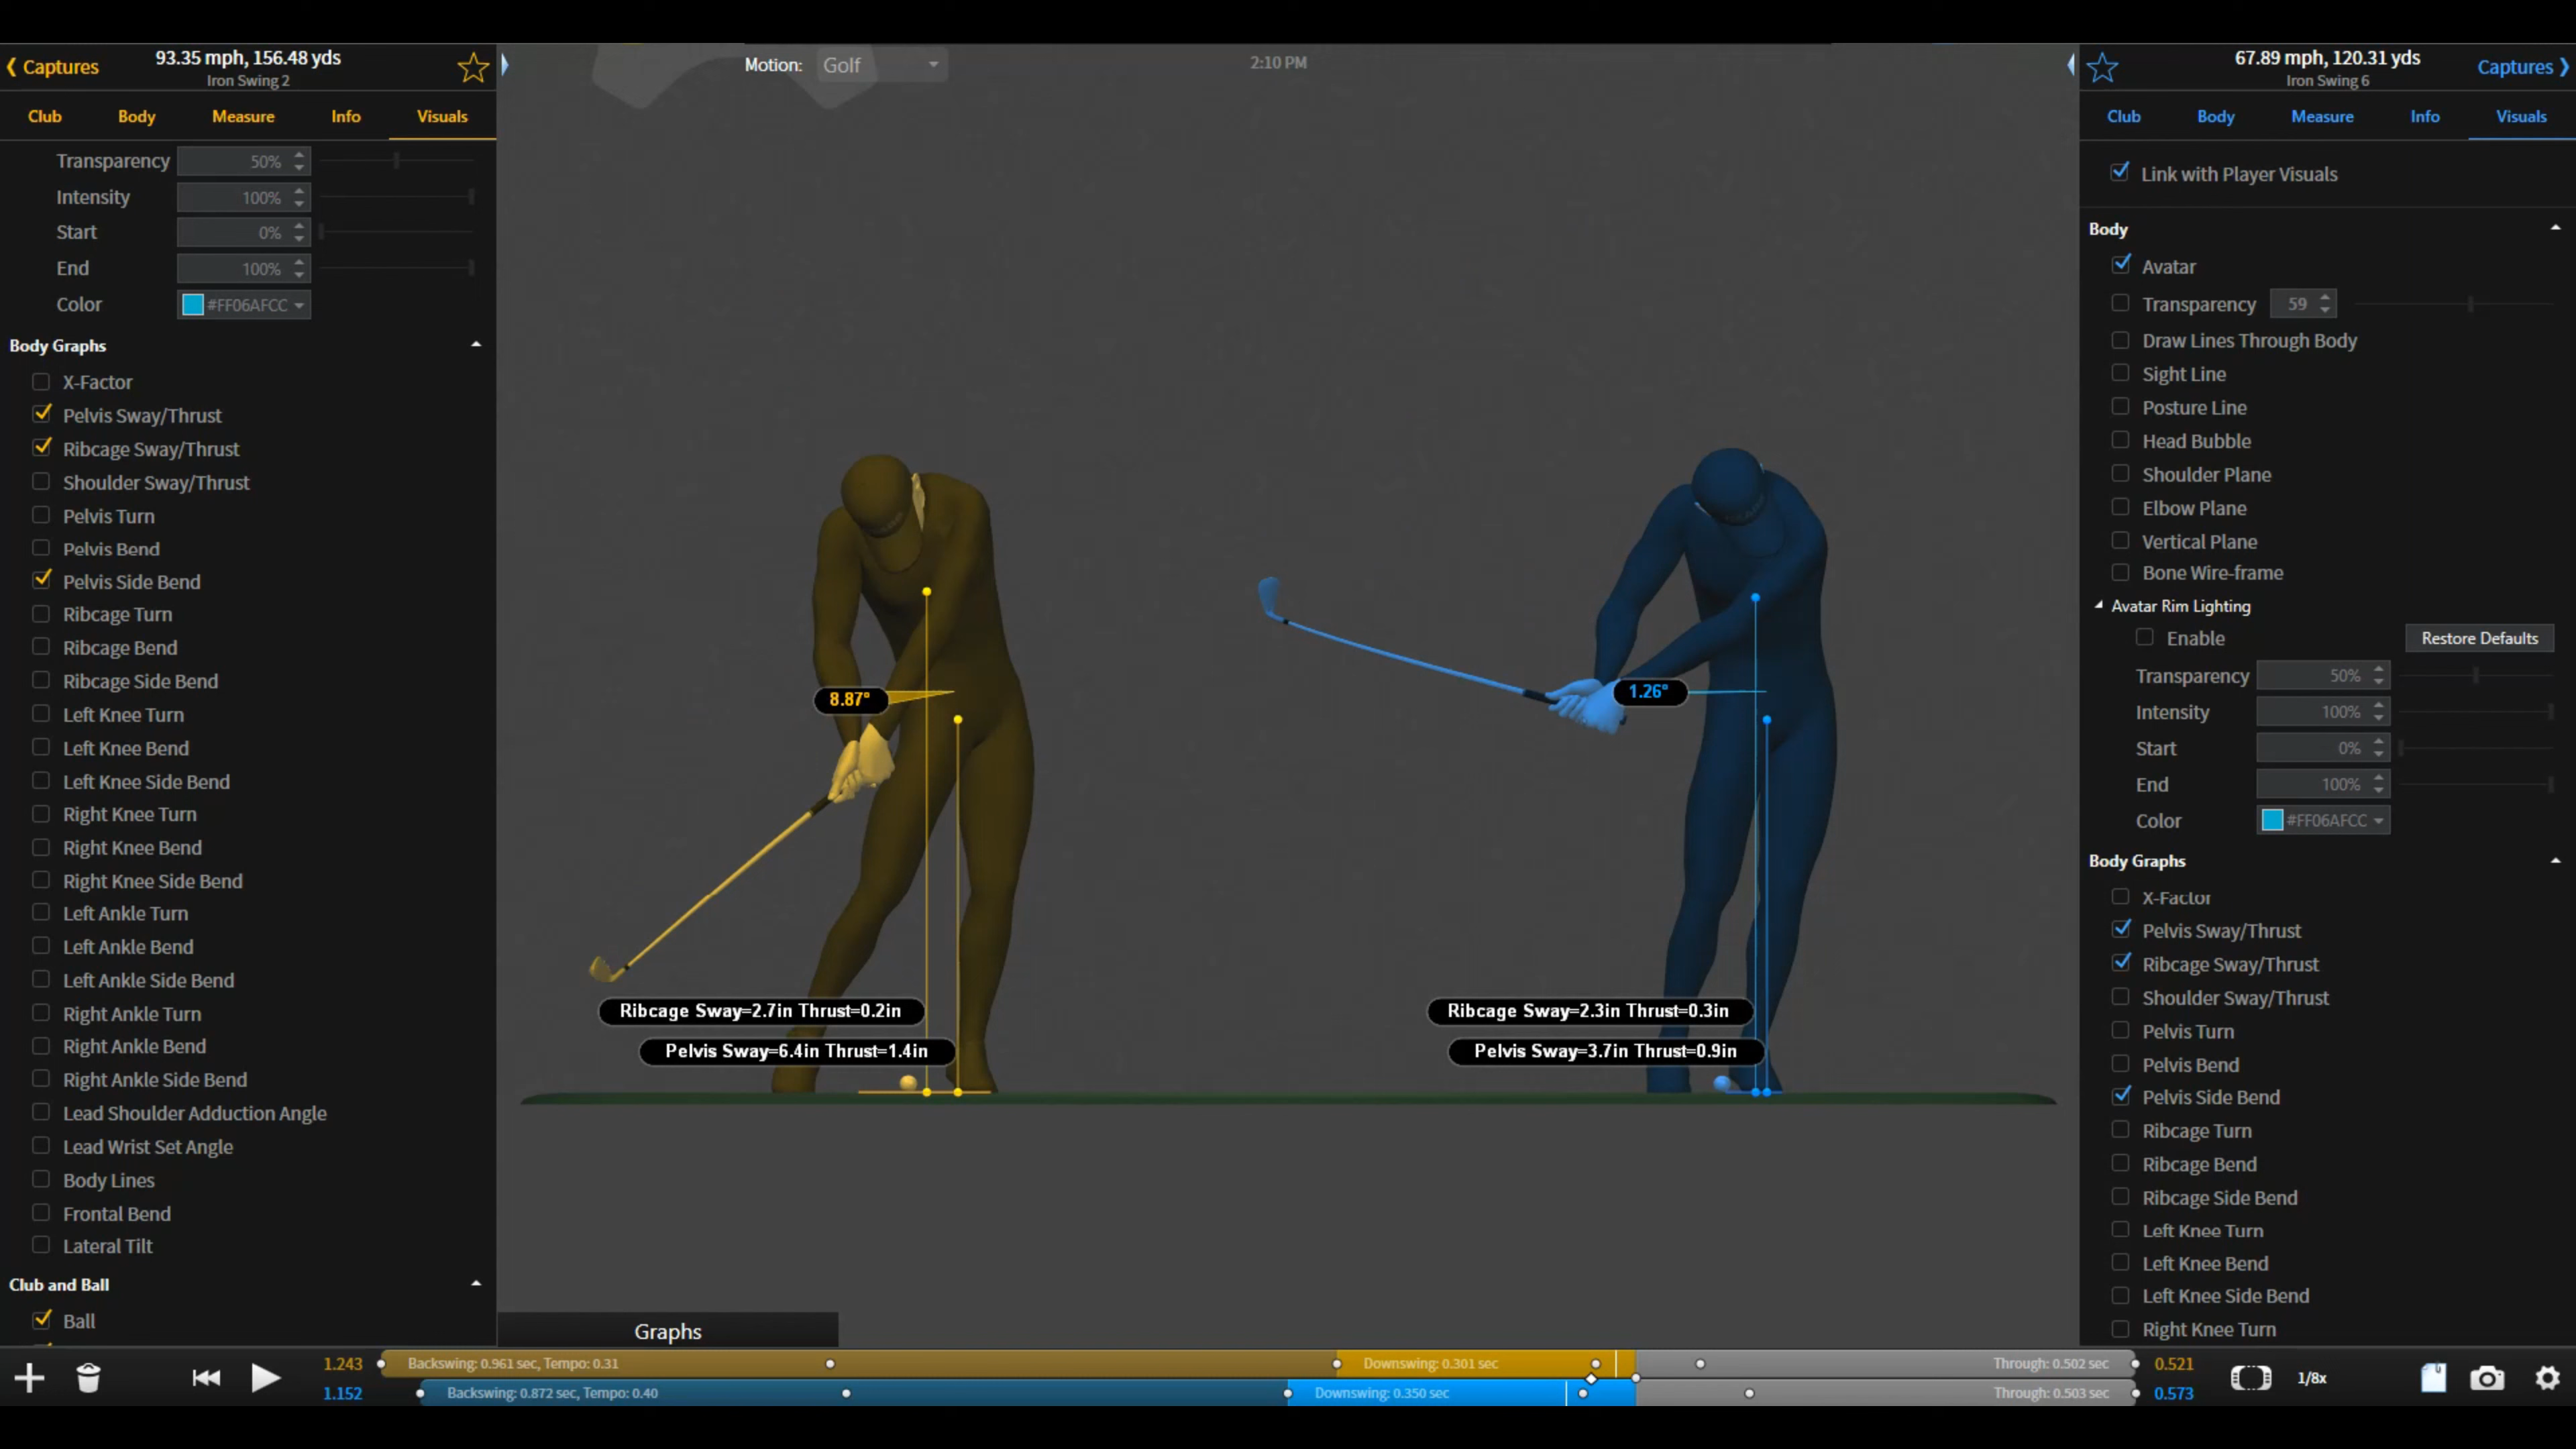 Captures
93.35 mph, 156.48 yds
Iron Swing 2
Club Body Measure Info Visuals
Transparency 50%
Intensity 100%
Start 0%
End 100%
Color #FF06AFCC
Body Graphs
X-Factor
Pelvis Sway/Thrust
Ribcage Sway/Thrust
Shoulder Sway/Thrust
Pelvis Turn
Pelvis Bend
Pelvis Side Bend
Ribcage Turn
Ribcage Bend
Ribcage Side Bend
Left Knee Turn
Left Knee Bend
Left Knee Side Bend
Right Knee Turn
Right Knee Bend
Right Knee Side Bend
Left Ankle Turn
Left Ankle Bend
Left Ankle Side Bend
Right Ankle Turn
Right Ankle Bend
Right Ankle Side Bend
Lead Shoulder Adduction Angle
Lead Wrist Set Angle
Body Lines
Frontal Bend
Lateral Tilt
Club and Ball
Ball
Motion: Golf
2:10 PM
8.87°
1.26°
Ribcage Sway=2.7in Thrust=0.2in
Pelvis Sway=6.4in Thrust=1.4in
Ribcage Sway=2.3in Thrust=0.3in
Pelvis Sway=3.7in Thrust=0.9in
Graphs
67.89 mph, 120.31 yds
Iron Swing 6
Captures
Club Body Measure Info Visuals
Link with Player Visuals
Body
Avatar
Transparency 59
Draw Lines Through Body
Sight Line
Posture Line
Head Bubble
Shoulder Plane
Elbow Plane
Vertical Plane
Bone Wire-frame
Avatar Rim Lighting
Enable Restore Defaults
Transparency 50%
Intensity 100%
Start 0%
End 100%
Color #FF06AFCC
Body Graphs
X-Factor
Pelvis Sway/Thrust
Ribcage Sway/Thrust
Shoulder Sway/Thrust
Pelvis Turn
Pelvis Bend
Pelvis Side Bend
Ribcage Turn
Ribcage Bend
Ribcage Side Bend
Left Knee Turn
Left Knee Bend
Left Knee Side Bend
Right Knee Turn
1.243 Backswing: 0.961 sec, Tempo: 0.31 Downswing: 0.301 sec Through: 0.502 sec 0.521
1.152 Backswing: 0.872 sec, Tempo: 0.40 Downswing: 0.350 sec Through: 0.503 sec 0.573
1/8x